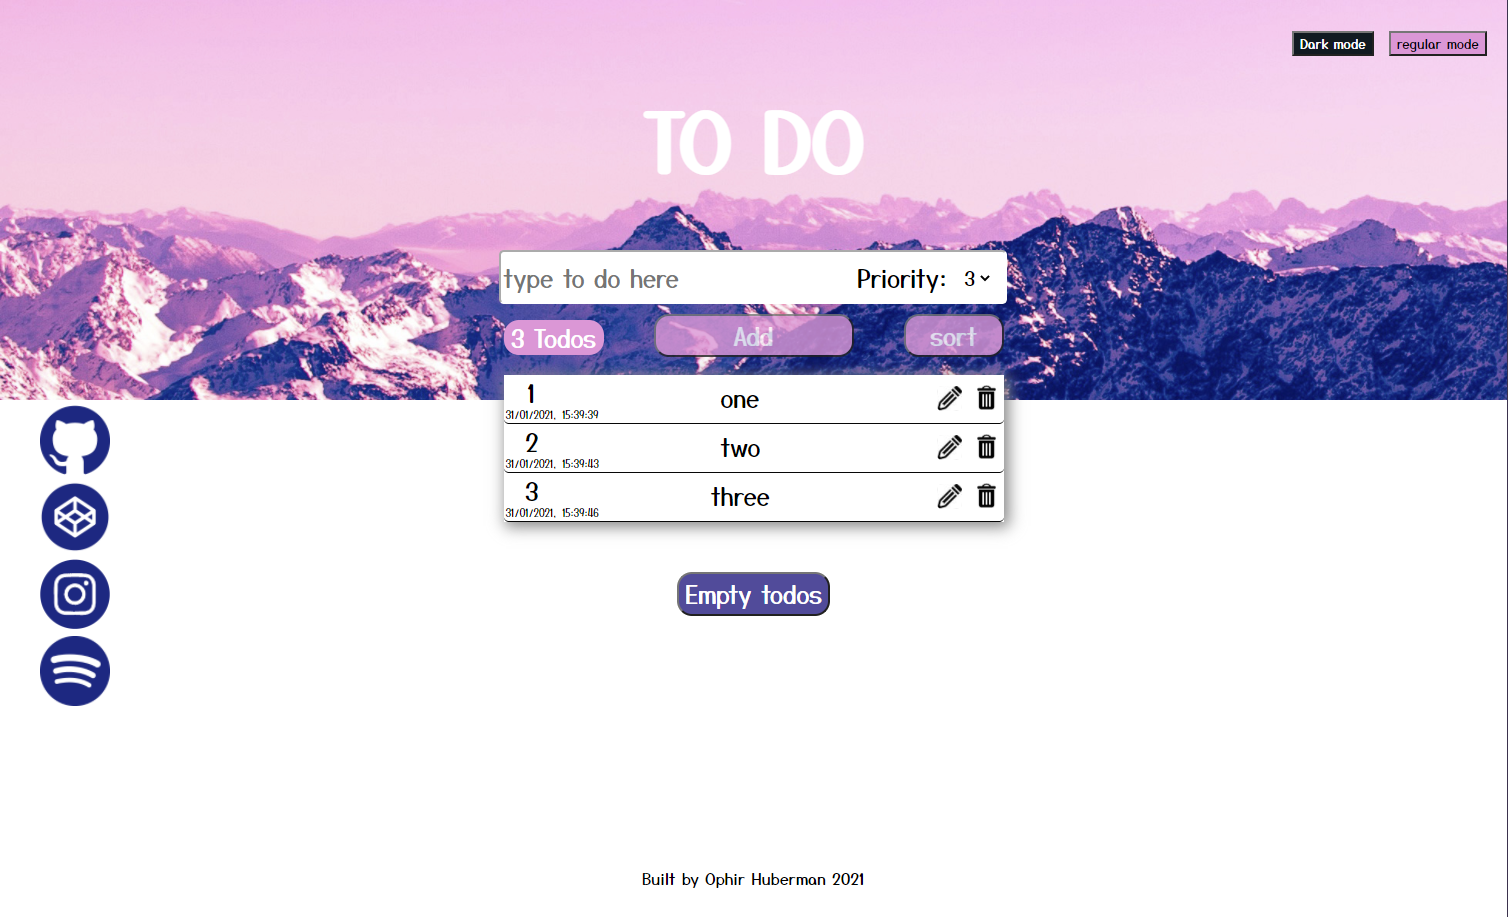 Dark mode regular mode
TO DO
type to do here Priority: 3
3 Todos Add sort
1 one
31/01/2021, 15:39:39
2 two
31/01/2021, 15:39:43
3 three
31/01/2021, 15:39:46
Empty todos
Built by Ophir Huberman 2021